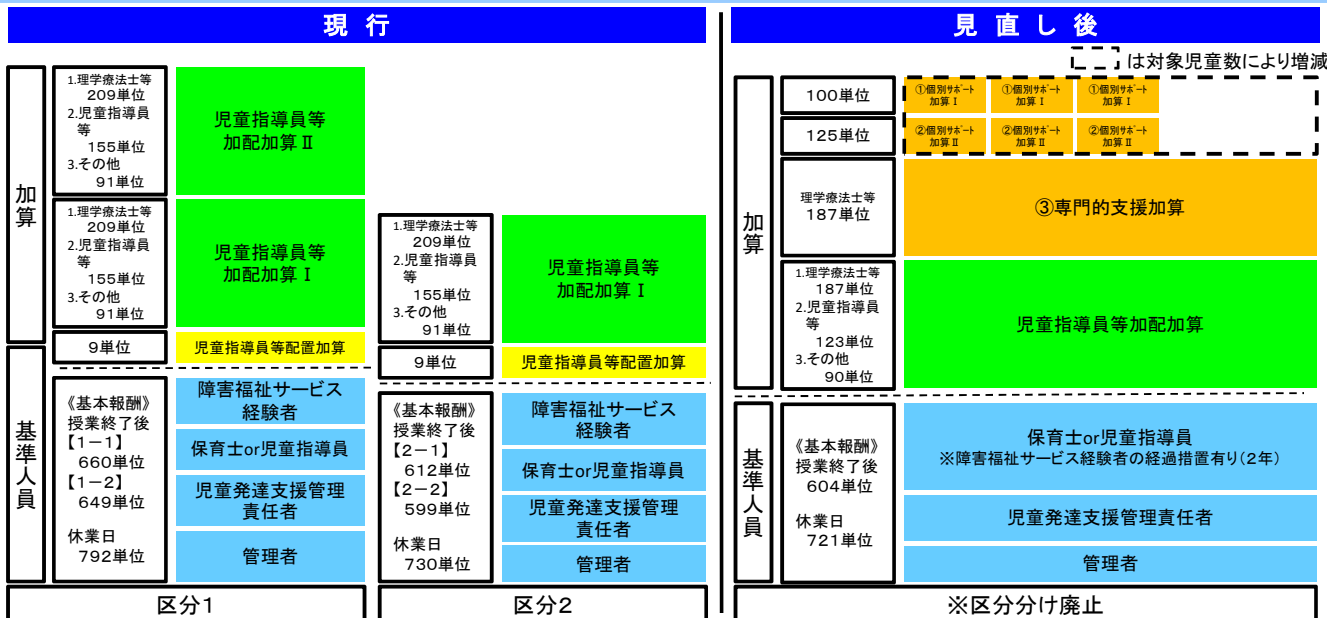 現行
加算
1.理学療法士等
209単位
2.児童指導員
等
155単位
3.その他
91単位
児童指導員等
加配加算Ⅱ
1.理学療法士等
209単位
2.児童指導員
等
155単位
3.その他
91単位
児童指導員等
加配加算Ⅰ
9単位
児童指導員等配置加算
基準人員
《基本報酬》
授業終了後
【1-1】
660単位
【1-2】
649単位
休業日
792単位
障害福祉サービス
経験者
保育士or児童指導員
児童発達支援管理
責任者
管理者
区分1
1.理学療法士等
209単位
2.児童指導員
等
155単位
3.その他
91単位
児童指導員等
加配加算Ⅰ
9単位
児童指導員等配置加算
《基本報酬》
授業終了後
【2-1】
612単位
【2-2】
599単位
休業日
730単位
障害福祉サービス
経験者
保育士or児童指導員
児童発達支援管理
責任者
管理者
区分2
見直し後
は対象児童数により増減
加算
100単位
①個別サポート
加算Ⅰ
①個別サポート
加算Ⅰ
①個別サポート
加算Ⅰ
125単位
②個別サポート
加算Ⅱ
②個別サポート
加算Ⅱ
②個別サポート
加算Ⅱ
理学療法士等
187単位
③専門的支援加算
1.理学療法士等
187単位
2.児童指導員
等
123単位
3.その他
90単位
児童指導員等加配加算
基準人員
《基本報酬》
授業終了後
604単位
休業日
721単位
保育士or児童指導員
※障害福祉サービス経験者の経過措置有り(2年)
児童発達支援管理責任者
管理者
※区分分け廃止